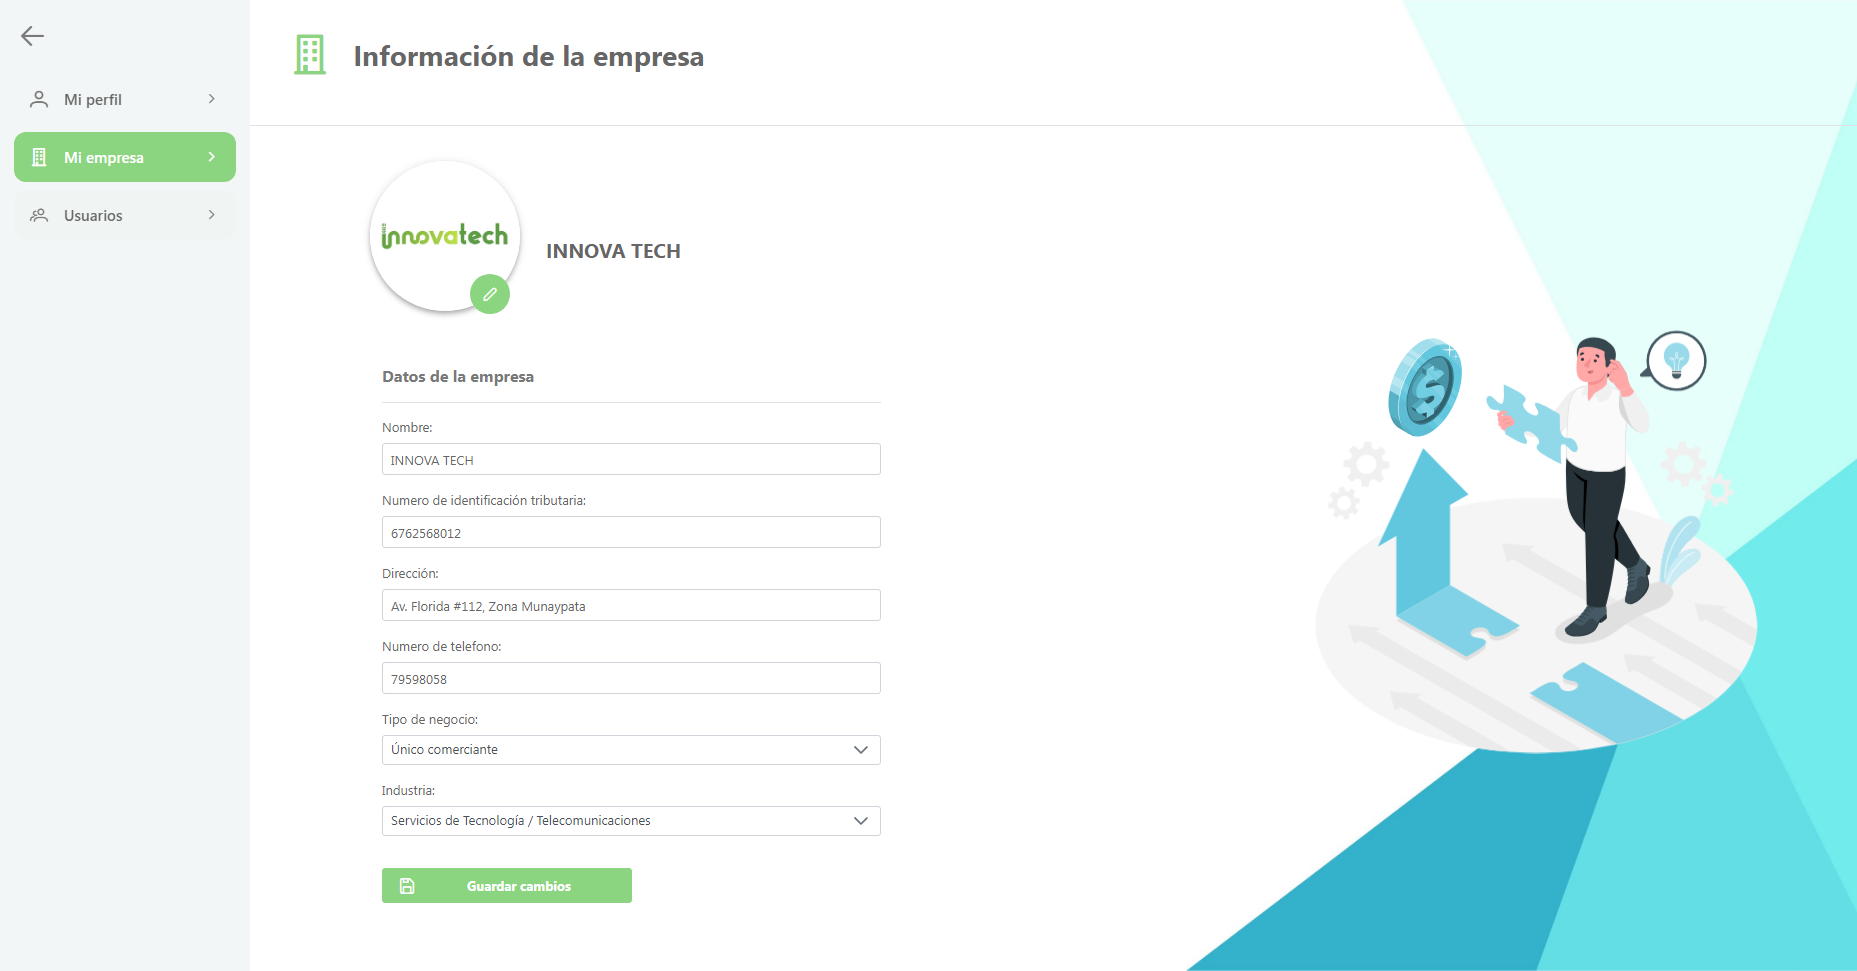 Información de la empresa
Mi perfil
Mi empresa
Usuarios
innovatech
INNOVA TECH
Datos de la empresa
Nombre:
INNOVA TECH
Numero de identificación tributaria:
6762568012
Dirección:
Av. Florida #112, Zona Munaypata
Numero de telefono:
79598058
Tipo de negocio:
Único comerciante
Industria:
Servicios de Tecnología / Telecomunicaciones
Guardar cambios
$